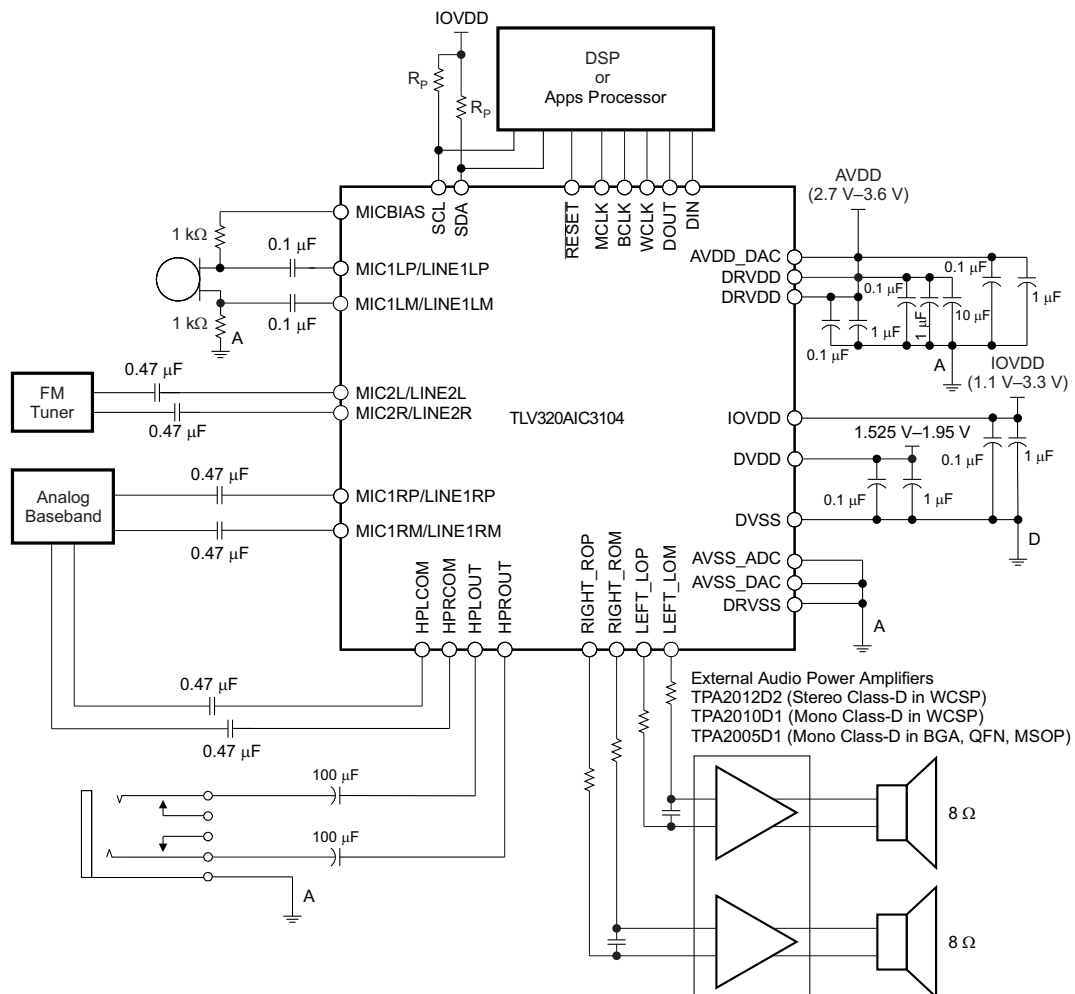 IOVDD
R_P
R_P
DSP
or
Apps Processor
SCL
SDA
RESET
MCLK
BCLK
WCLK
DOUT
DIN
AVDD
(2.7 V–3.6 V)
MICBIAS
1 kΩ
0.1 μF
MIC1LP/LINE1LP
MIC1LM/LINE1LM
1 kΩ
0.1 μF
A
AVDD_DAC
DRVDD
DRVDD
0.1 μF
0.1 μF
1 μF
1 μF
1 μF
10 μF
0.1 μF
A
FM
Tuner
0.47 μF
0.47 μF
MIC2L/LINE2L
MIC2R/LINE2R
TLV320AIC3104
IOVDD
(1.1 V–3.3 V)
IOVDD
1.525 V–1.95 V
DVDD
0.1 μF
1 μF
0.1 μF
1 μF
DVSS
D
Analog
Baseband
0.47 μF
0.47 μF
MIC1RP/LINE1RP
MIC1RM/LINE1RM
AVSS_ADC
AVSS_DAC
DRVSS
A
HPLCOM
HPRCOM
HPLOUT
HPROUT
RIGHT_ROP
RIGHT_ROM
LEFT_LOP
LEFT_LOM
0.47 μF
0.47 μF
External Audio Power Amplifiers
TPA2012D2 (Stereo Class-D in WCSP)
TPA2010D1 (Mono Class-D in WCSP)
TPA2005D1 (Mono Class-D in BGA, QFN, MSOP)
100 μF
100 μF
A
8 Ω
8 Ω